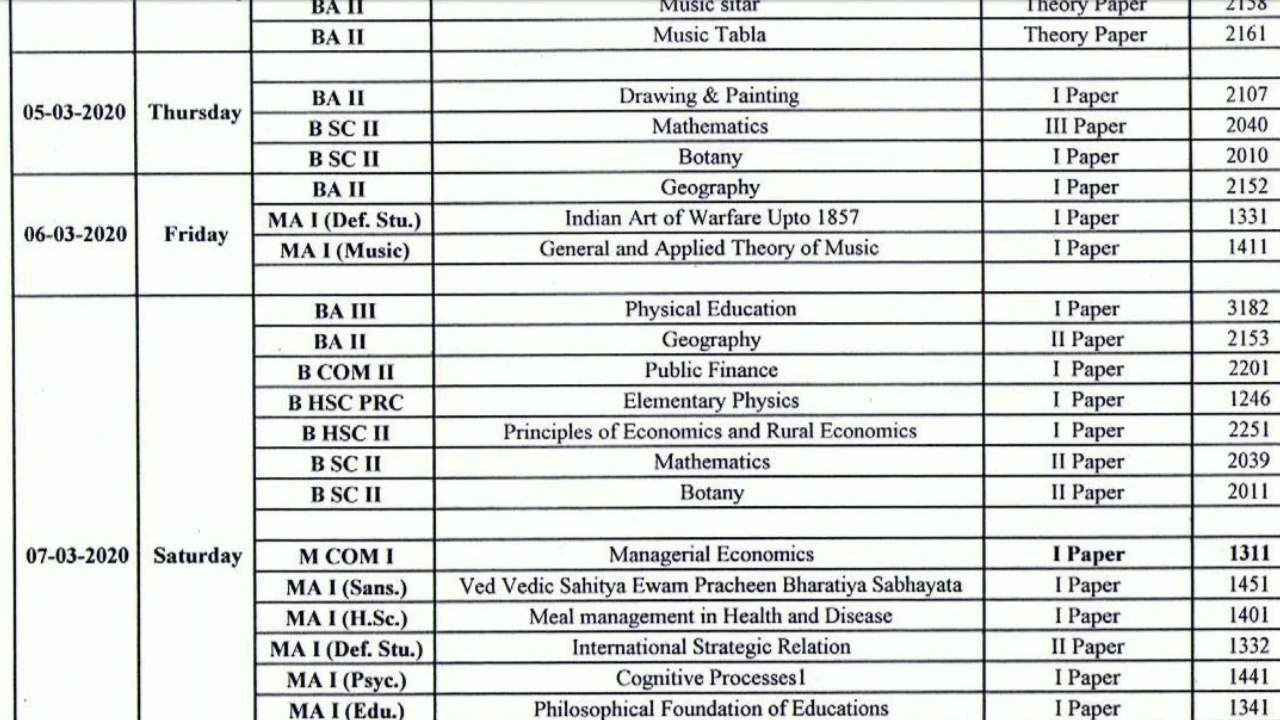 BA II Music sitar Theory Paper 2158
BA II Music Tabla Theory Paper 2161
05-03-2020 Thursday
BA II Drawing & Painting I Paper 2107
B SC II Mathematics III Paper 2040
B SC II Botany I Paper 2010
06-03-2020 Friday
BA II Geography I Paper 2152
MA I (Def. Stu.) Indian Art of Warfare Upto 1857 I Paper 1331
MA I (Music) General and Applied Theory of Music I Paper 1411
07-03-2020 Saturday
BA III Physical Education I Paper 3182
BA II Geography II Paper 2153
B COM II Public Finance I Paper 2201
B HSC PRC Elementary Physics I Paper 1246
B HSC II Principles of Economics and Rural Economics I Paper 2251
B SC II Mathematics II Paper 2039
B SC II Botany II Paper 2011
M COM I Managerial Economics I Paper 1311
MA I (Sans.) Ved Vedic Sahitya Ewam Pracheen Bharatiya Sabhayata I Paper 1451
MA I (H.Sc.) Meal management in Health and Disease I Paper 1401
MA I (Def. Stu.) International Strategic Relation II Paper 1332
MA I (Psyc.) Cognitive Processes1 I Paper 1441
MA I (Edu.) Philosophical Foundation of Educations I Paper 1341